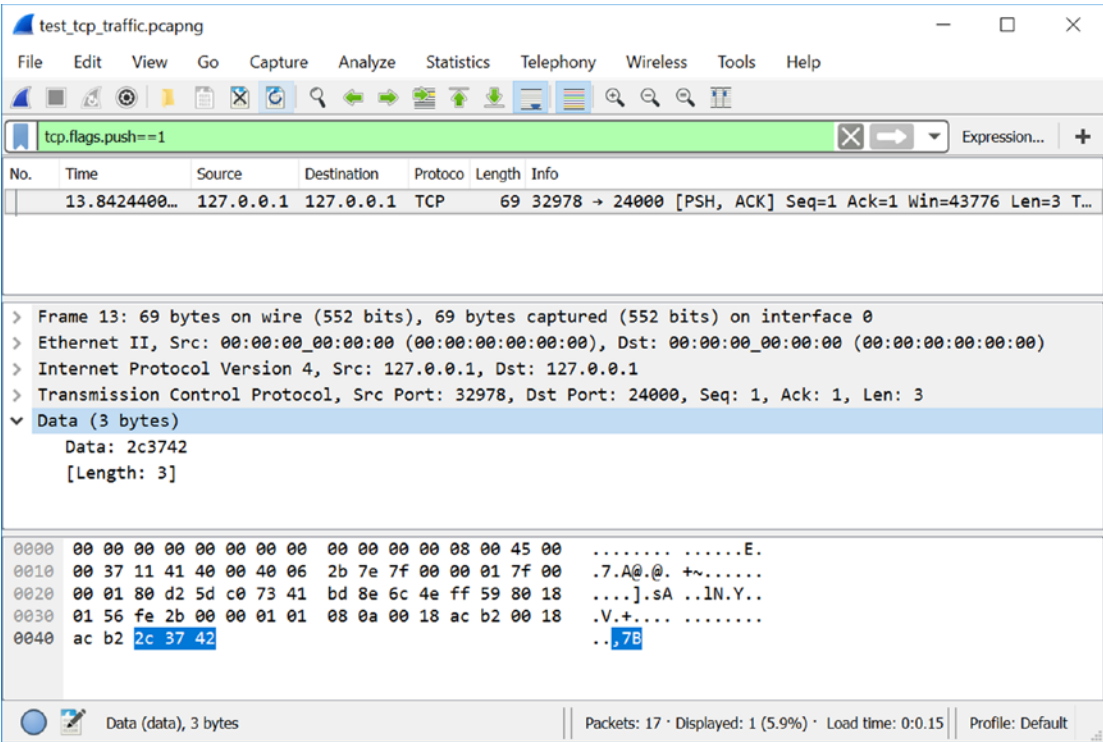 test_tcp_traffic.pcapng
File Edit View Go Capture Analyze Statistics Telephony Wireless Tools Help
tcp.flags.push==1 Expression... +
No. Time Source Destination Protoco Length Info
13.8424400… 127.0.0.1 127.0.0.1 TCP 69 32978 → 24000 [PSH, ACK] Seq=1 Ack=1 Win=43776 Len=3 T…
Frame 13: 69 bytes on wire (552 bits), 69 bytes captured (552 bits) on interface 0
Ethernet II, Src: 00:00:00_00:00:00 (00:00:00:00:00:00), Dst: 00:00:00_00:00:00 (00:00:00:00:00:00)
Internet Protocol Version 4, Src: 127.0.0.1, Dst: 127.0.0.1
Transmission Control Protocol, Src Port: 32978, Dst Port: 24000, Seq: 1, Ack: 1, Len: 3
Data (3 bytes)
Data: 2c3742
[Length: 3]
0000 00 00 00 00 00 00 00 00 00 00 00 00 08 00 45 00 ........ ......E.
0010 00 37 11 41 40 00 40 06 2b 7e 7f 00 00 01 7f 00 .7.A@.@. +~......
0020 00 01 80 d2 5d c0 73 41 bd 8e 6c 4e ff 59 80 18 ....].sA ..lN.Y..
0030 01 56 fe 2b 00 00 01 01 08 0a 00 18 ac b2 00 18 .V.+.... ........
0040 ac b2 2c 37 42 ..,7B
Data (data), 3 bytes Packets: 17 · Displayed: 1 (5.9%) · Load time: 0:0.15 Profile: Default